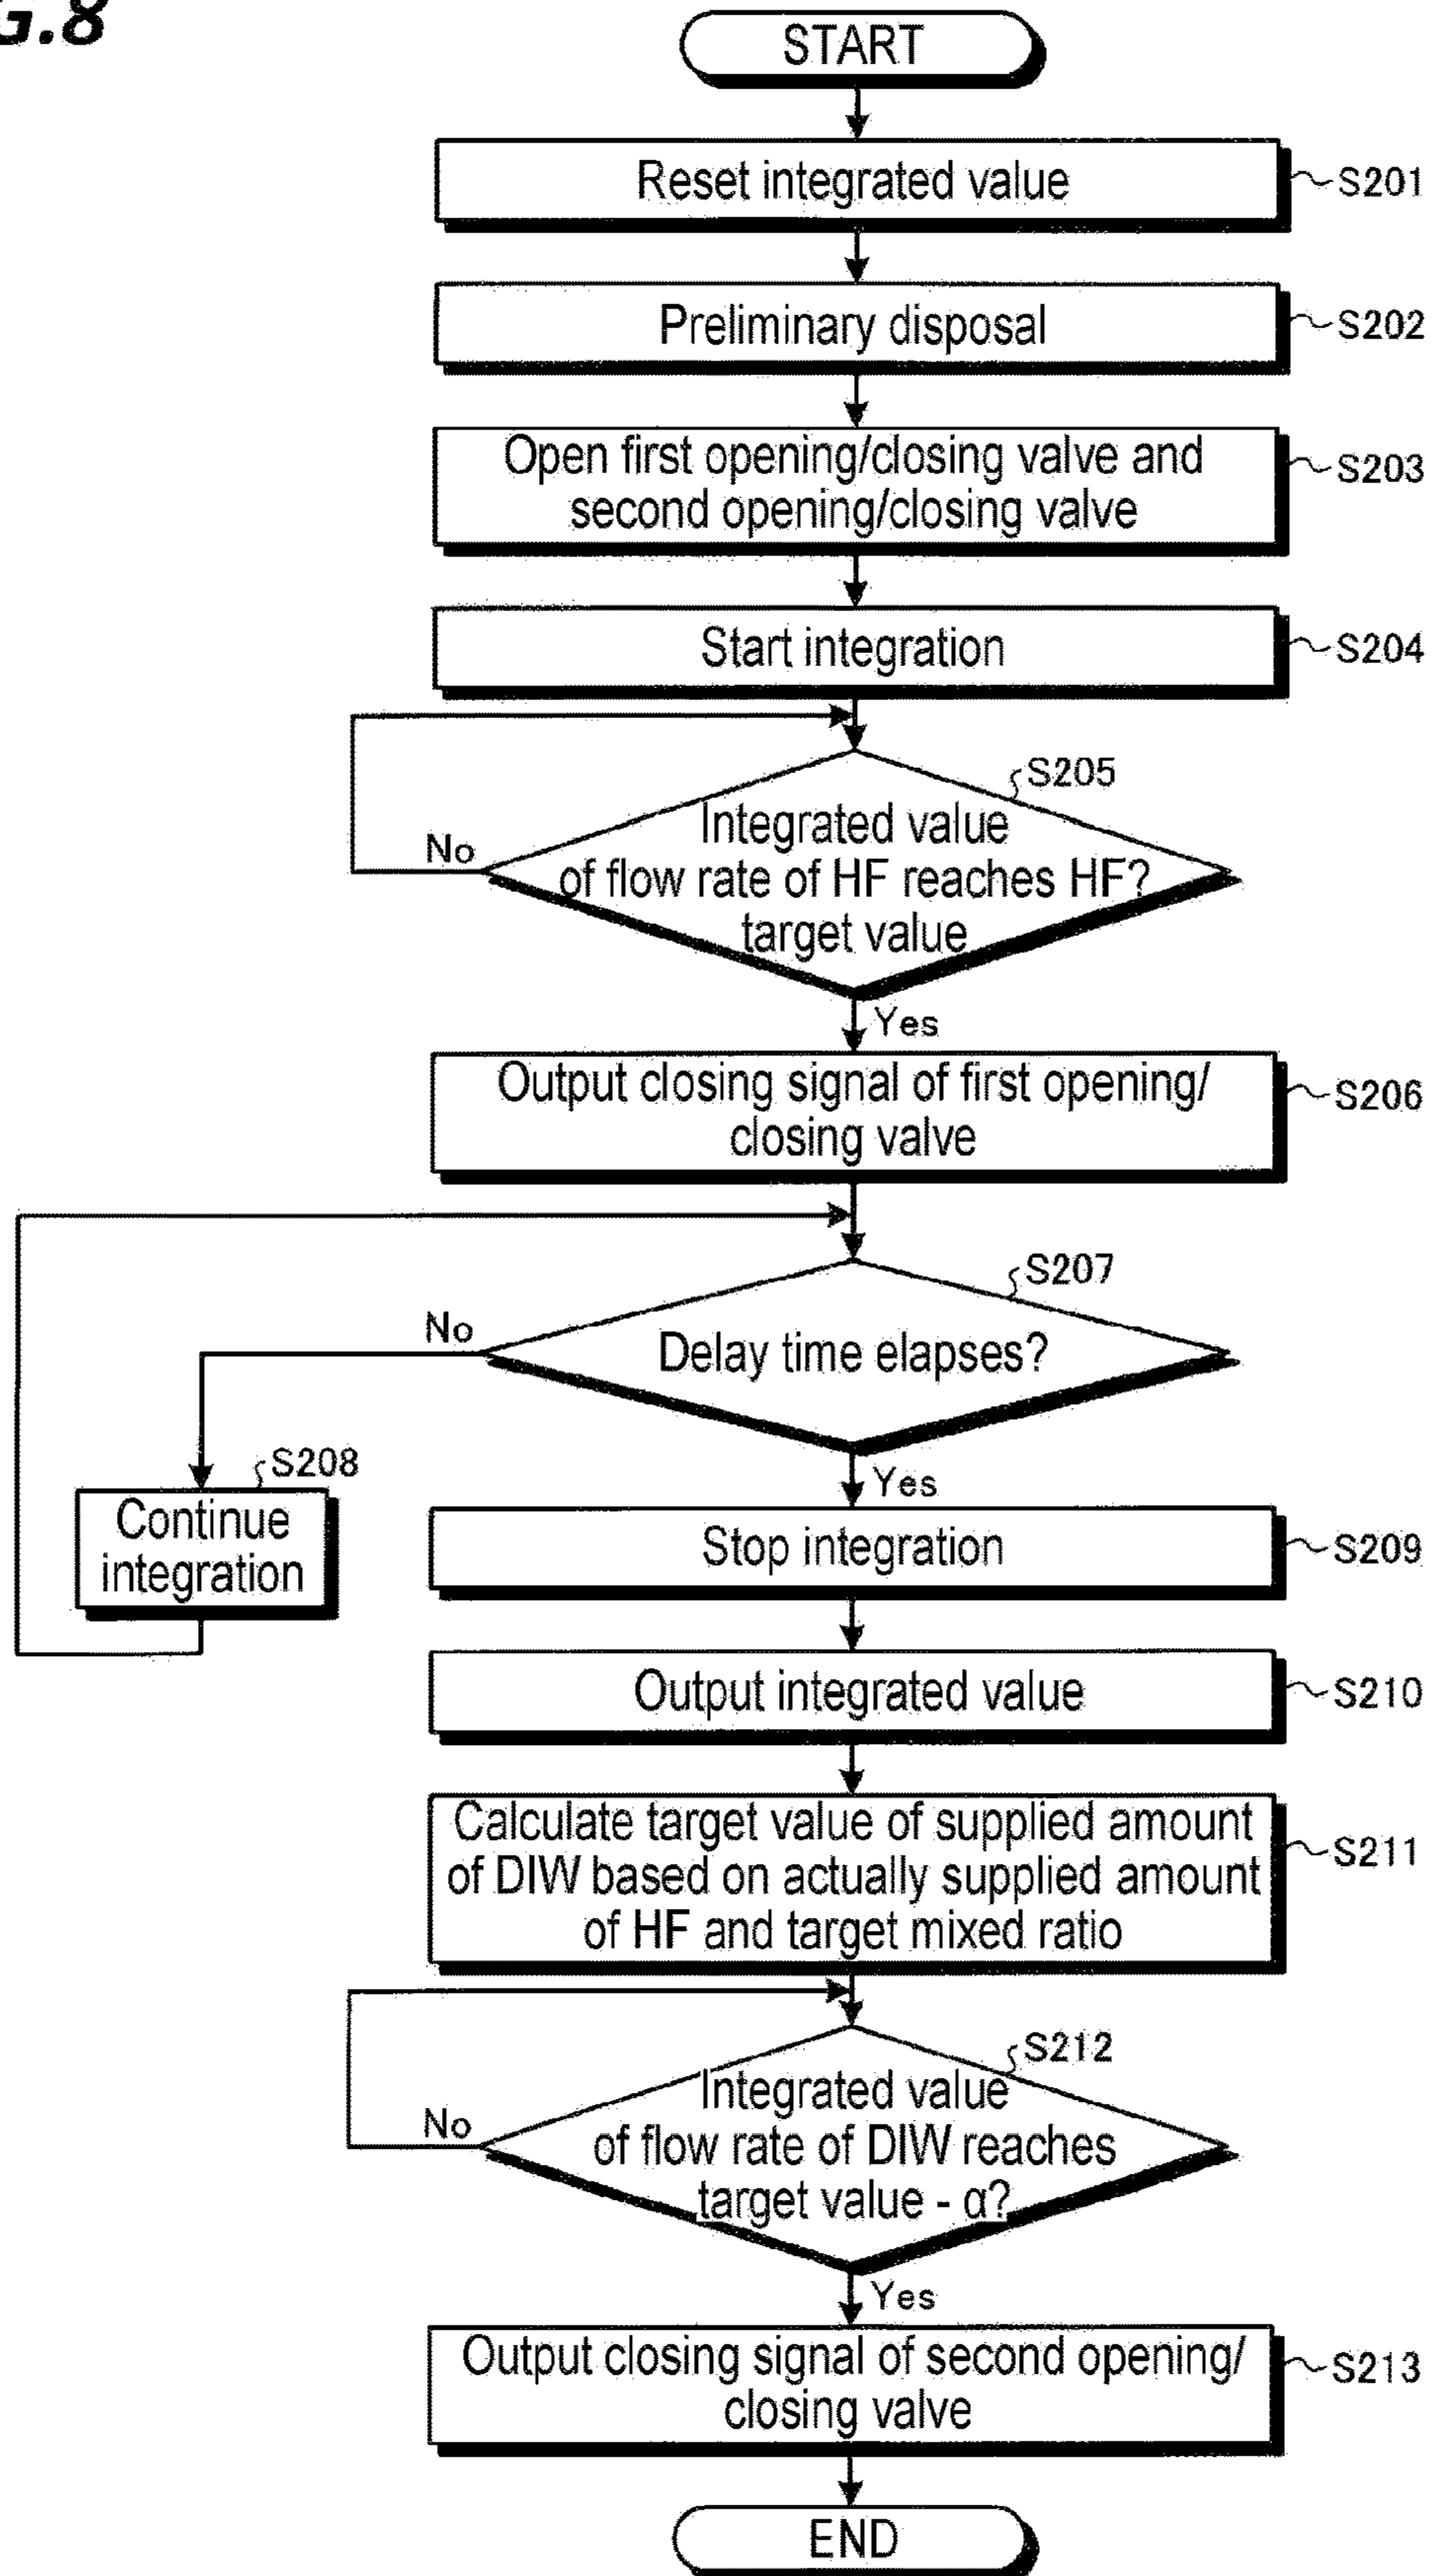 G.8
START
Reset integrated value
S201
Preliminary disposal
S202
Open first opening/closing valve and
second opening/closing valve
S203
Start integration
S204
S205
Integrated value
of flow rate of HF reaches HF?
target value
No
Yes
Output closing signal of first opening/
closing valve
S206
S207
Delay time elapses?
No
Yes
S208
Continue
integration
Stop integration
S209
Output integrated value
S210
Calculate target value of supplied amount
of DIW based on actually supplied amount
of HF and target mixed ratio
S211
S212
Integrated value
of flow rate of DIW reaches
target value - α?
No
Yes
Output closing signal of second opening/
closing valve
S213
END